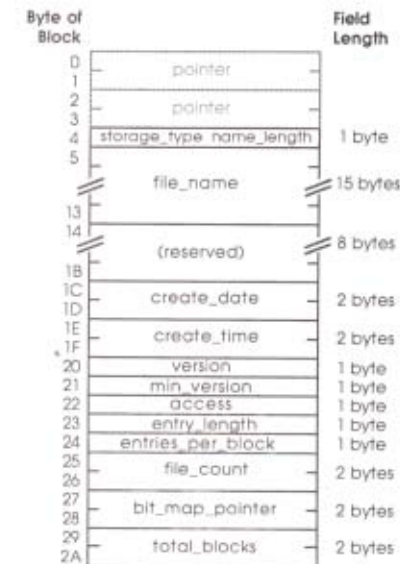 Byte of Block Field Length
0
1 pointer
2
3 pointer
4 storage_type name_length 1 byte
5
file_name 15 bytes
13
14
(reserved) 8 bytes
1B
1C
1D create_date 2 bytes
1E
1F create_time 2 bytes
20 version 1 byte
21 min_version 1 byte
22 access 1 byte
23 entry_length 1 byte
24 entries_per_block 1 byte
25
26 file_count 2 bytes
27
28 bit_map_pointer 2 bytes
29
2A total_blocks 2 bytes